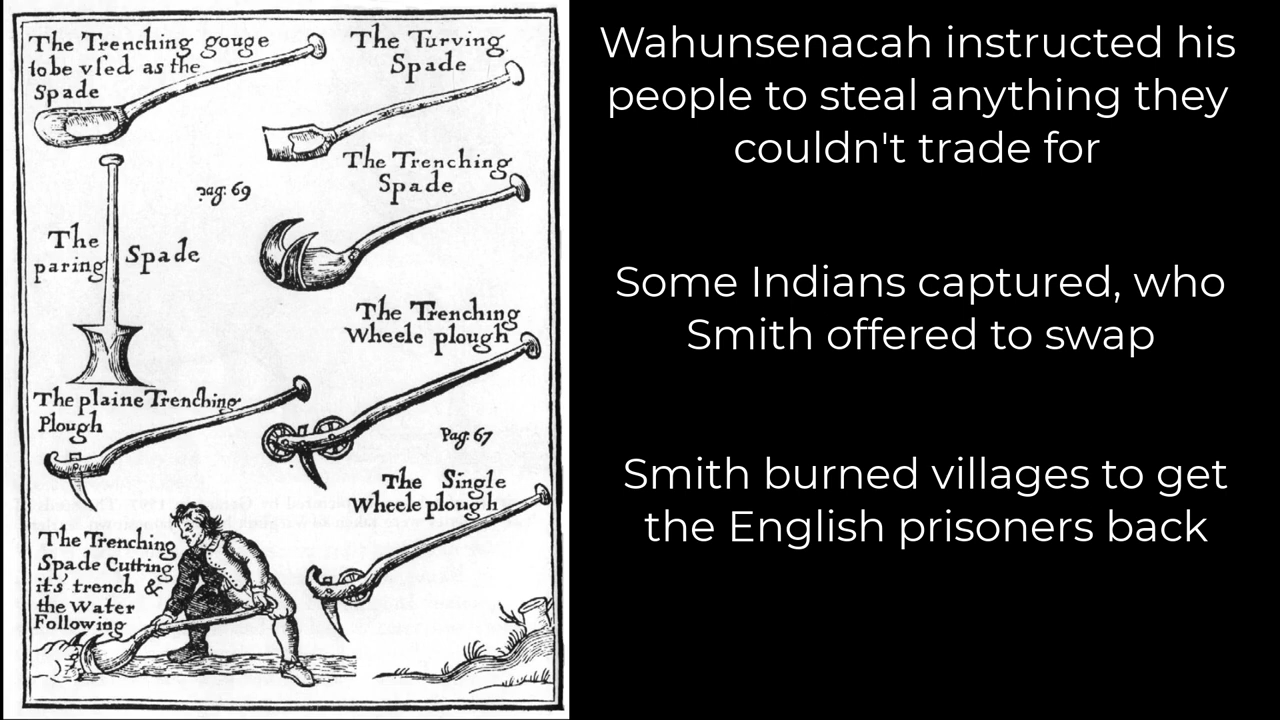 The Trenching gouge
to be vsed as the
Spade
The Turving
Spade
The Trenching
Spade
pag: 69
The
paring
Spade
The Trenching
Wheele plough
The plaine Trenching
Plough
Pag: 67
The Single
Wheele plough
The Trenching
Spade Cutting
it's trench &
the Water
Following
Wahunsenacah instructed his
people to steal anything they
couldn't trade for
Some Indians captured, who
Smith offered to swap
Smith burned villages to get
the English prisoners back